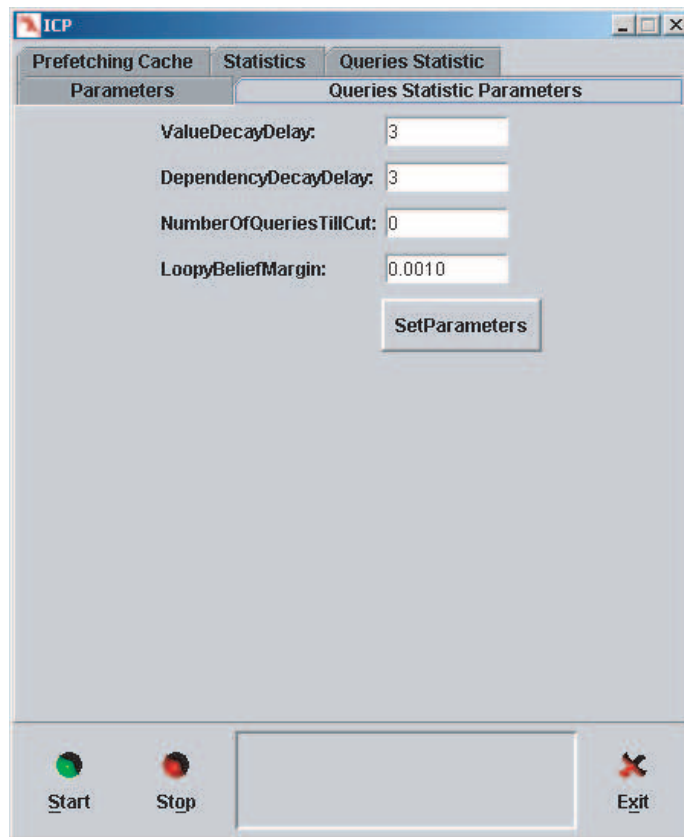 ICP
Prefetching Cache Statistics Queries Statistic
Parameters Queries Statistic Parameters
ValueDecayDelay: 3
DependencyDecayDelay: 3
NumberOfQueriesTillCut: 0
LoopyBeliefMargin: 0.0010
SetParameters
Start Stop Exit